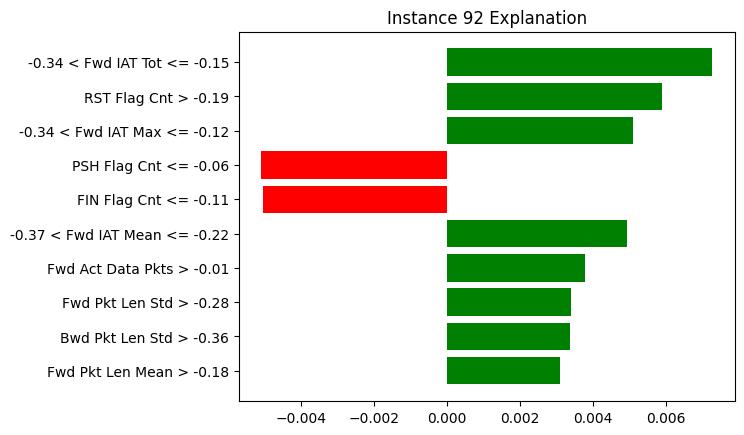 Instance 92 Explanation
-0.34 < Fwd IAT Tot <= -0.15
RST Flag Cnt > -0.19
-0.34 < Fwd IAT Max <= -0.12
PSH Flag Cnt <= -0.06
FIN Flag Cnt <= -0.11
-0.37 < Fwd IAT Mean <= -0.22
Fwd Act Data Pkts > -0.01
Fwd Pkt Len Std > -0.28
Bwd Pkt Len Std > -0.36
Fwd Pkt Len Mean > -0.18
−0.004 −0.002 0.000 0.002 0.004 0.006